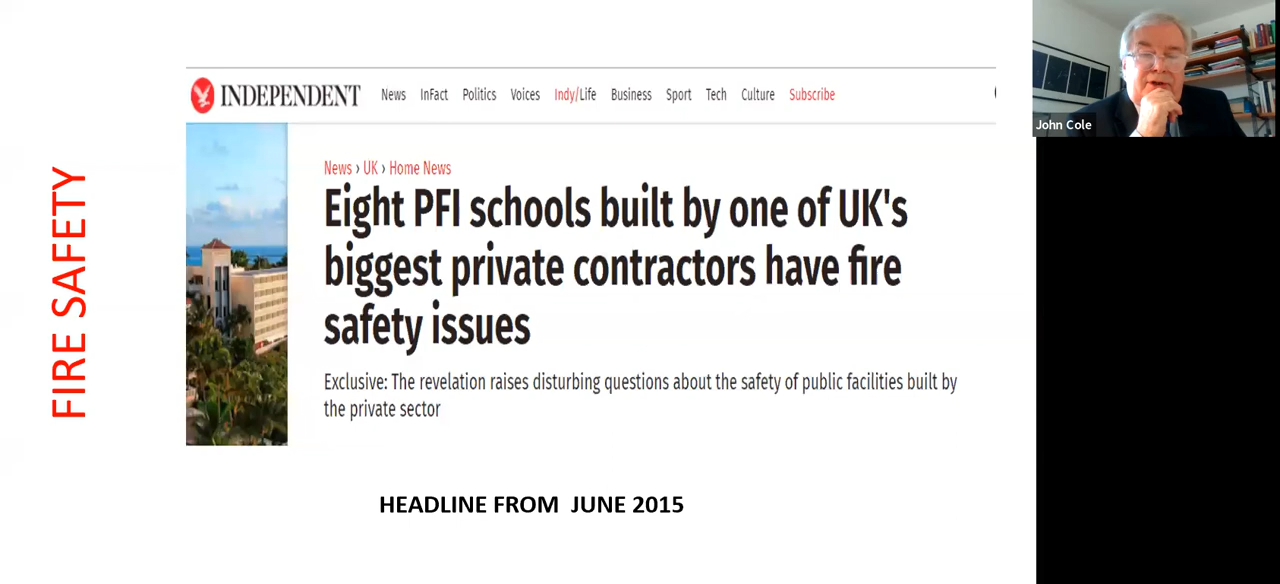 FIRE SAFETY
INDEPENDENT
News InFact Politics Voices Indy/Life Business Sport Tech Culture Subscribe
News › UK › Home News
Eight PFI schools built by one of UK's
biggest private contractors have fire
safety issues
Exclusive: The revelation raises disturbing questions about the safety of public facilities built by
the private sector
HEADLINE FROM JUNE 2015
John Cole